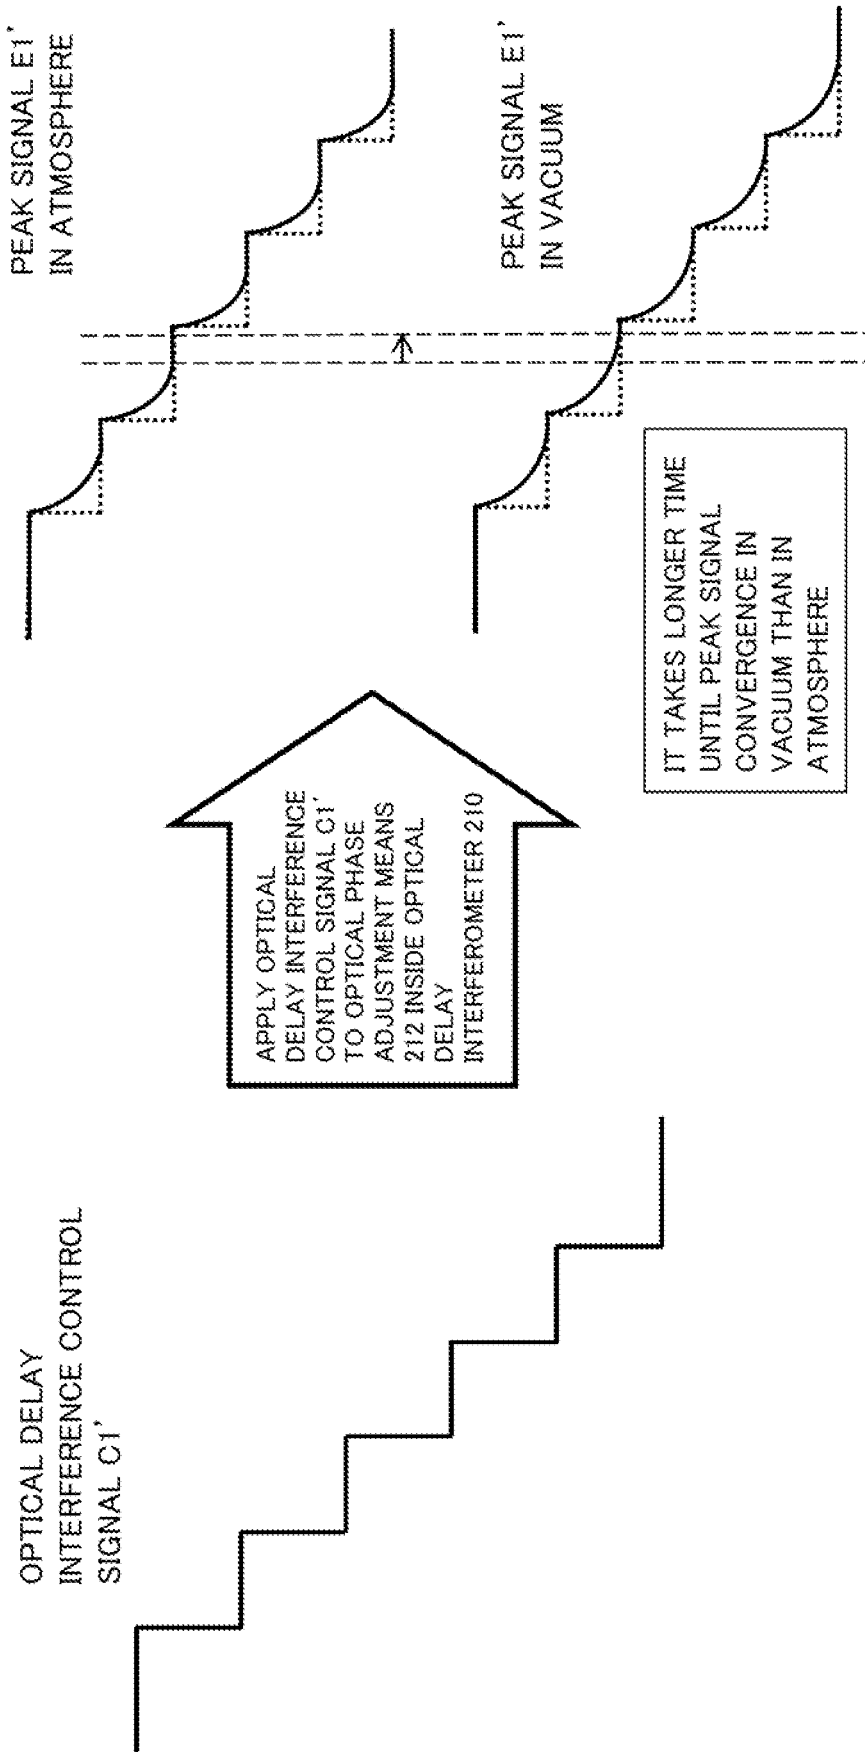 OPTICAL DELAY
INTERFERENCE CONTROL
SIGNAL C1'
APPLY OPTICAL
DELAY INTERFERENCE
CONTROL SIGNAL C1'
TO OPTICAL PHASE
ADJUSTMENT MEANS
212 INSIDE OPTICAL
DELAY
INTERFEROMETER 210
PEAK SIGNAL E1'
IN ATMOSPHERE
PEAK SIGNAL E1'
IN VACUUM
IT TAKES LONGER TIME
UNTIL PEAK SIGNAL
CONVERGENCE IN
VACUUM THAN IN
ATMOSPHERE